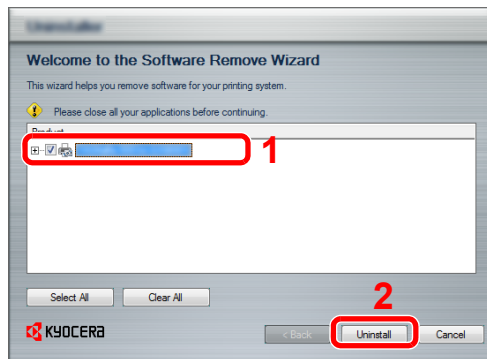 Welcome to the Software Remove Wizard
This wizard helps you remove software for your printing system.
Please close all your applications before continuing.
Product
1
Select All Clear All
2
KYOCERA < Back Uninstall Cancel